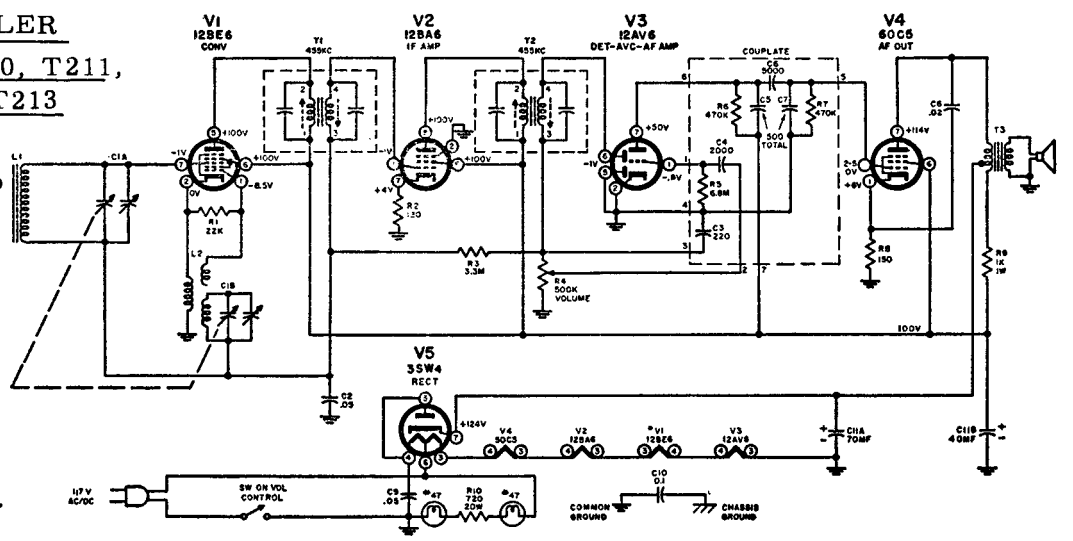 LER
0, T211,
T213
V1
12BE6
CONV
V2
12BA6
IF AMP
V3
12AV6
DET-AVC-AF AMP
V4
60C5
AF OUT
T1
455KC
T2
455KC
COUPLATE
C6
5000
R6
470K
C5
C7
R7
470K
500
TOTAL
C6
.02
T3
+100V
-1V
+100V
0V
-8.5V
R1
22K
L1
C1A
L2
C1B
+100V
-1V
+100V
+4V
R2
+50V
-1V
-.8V
C4
2000
R5
6.8M
C3
220
R3
3.3M
R4
500K
VOLUME
+114V
0V
+8V
R8
150
R9
1K
1W
100V
C2
.05
V5
35W4
RECT
+124V
V4
50C5
V2
12BA6
*V1
12BE6
V3
12AV6
C11A
70MF
C11B
40MF
117 V
AC/DC
SW ON VOL
CONTROL
C9
.05
*47
R10
720
20W
*47
C10
0.1
COMMON
GROUND
CHASSIS
GROUND